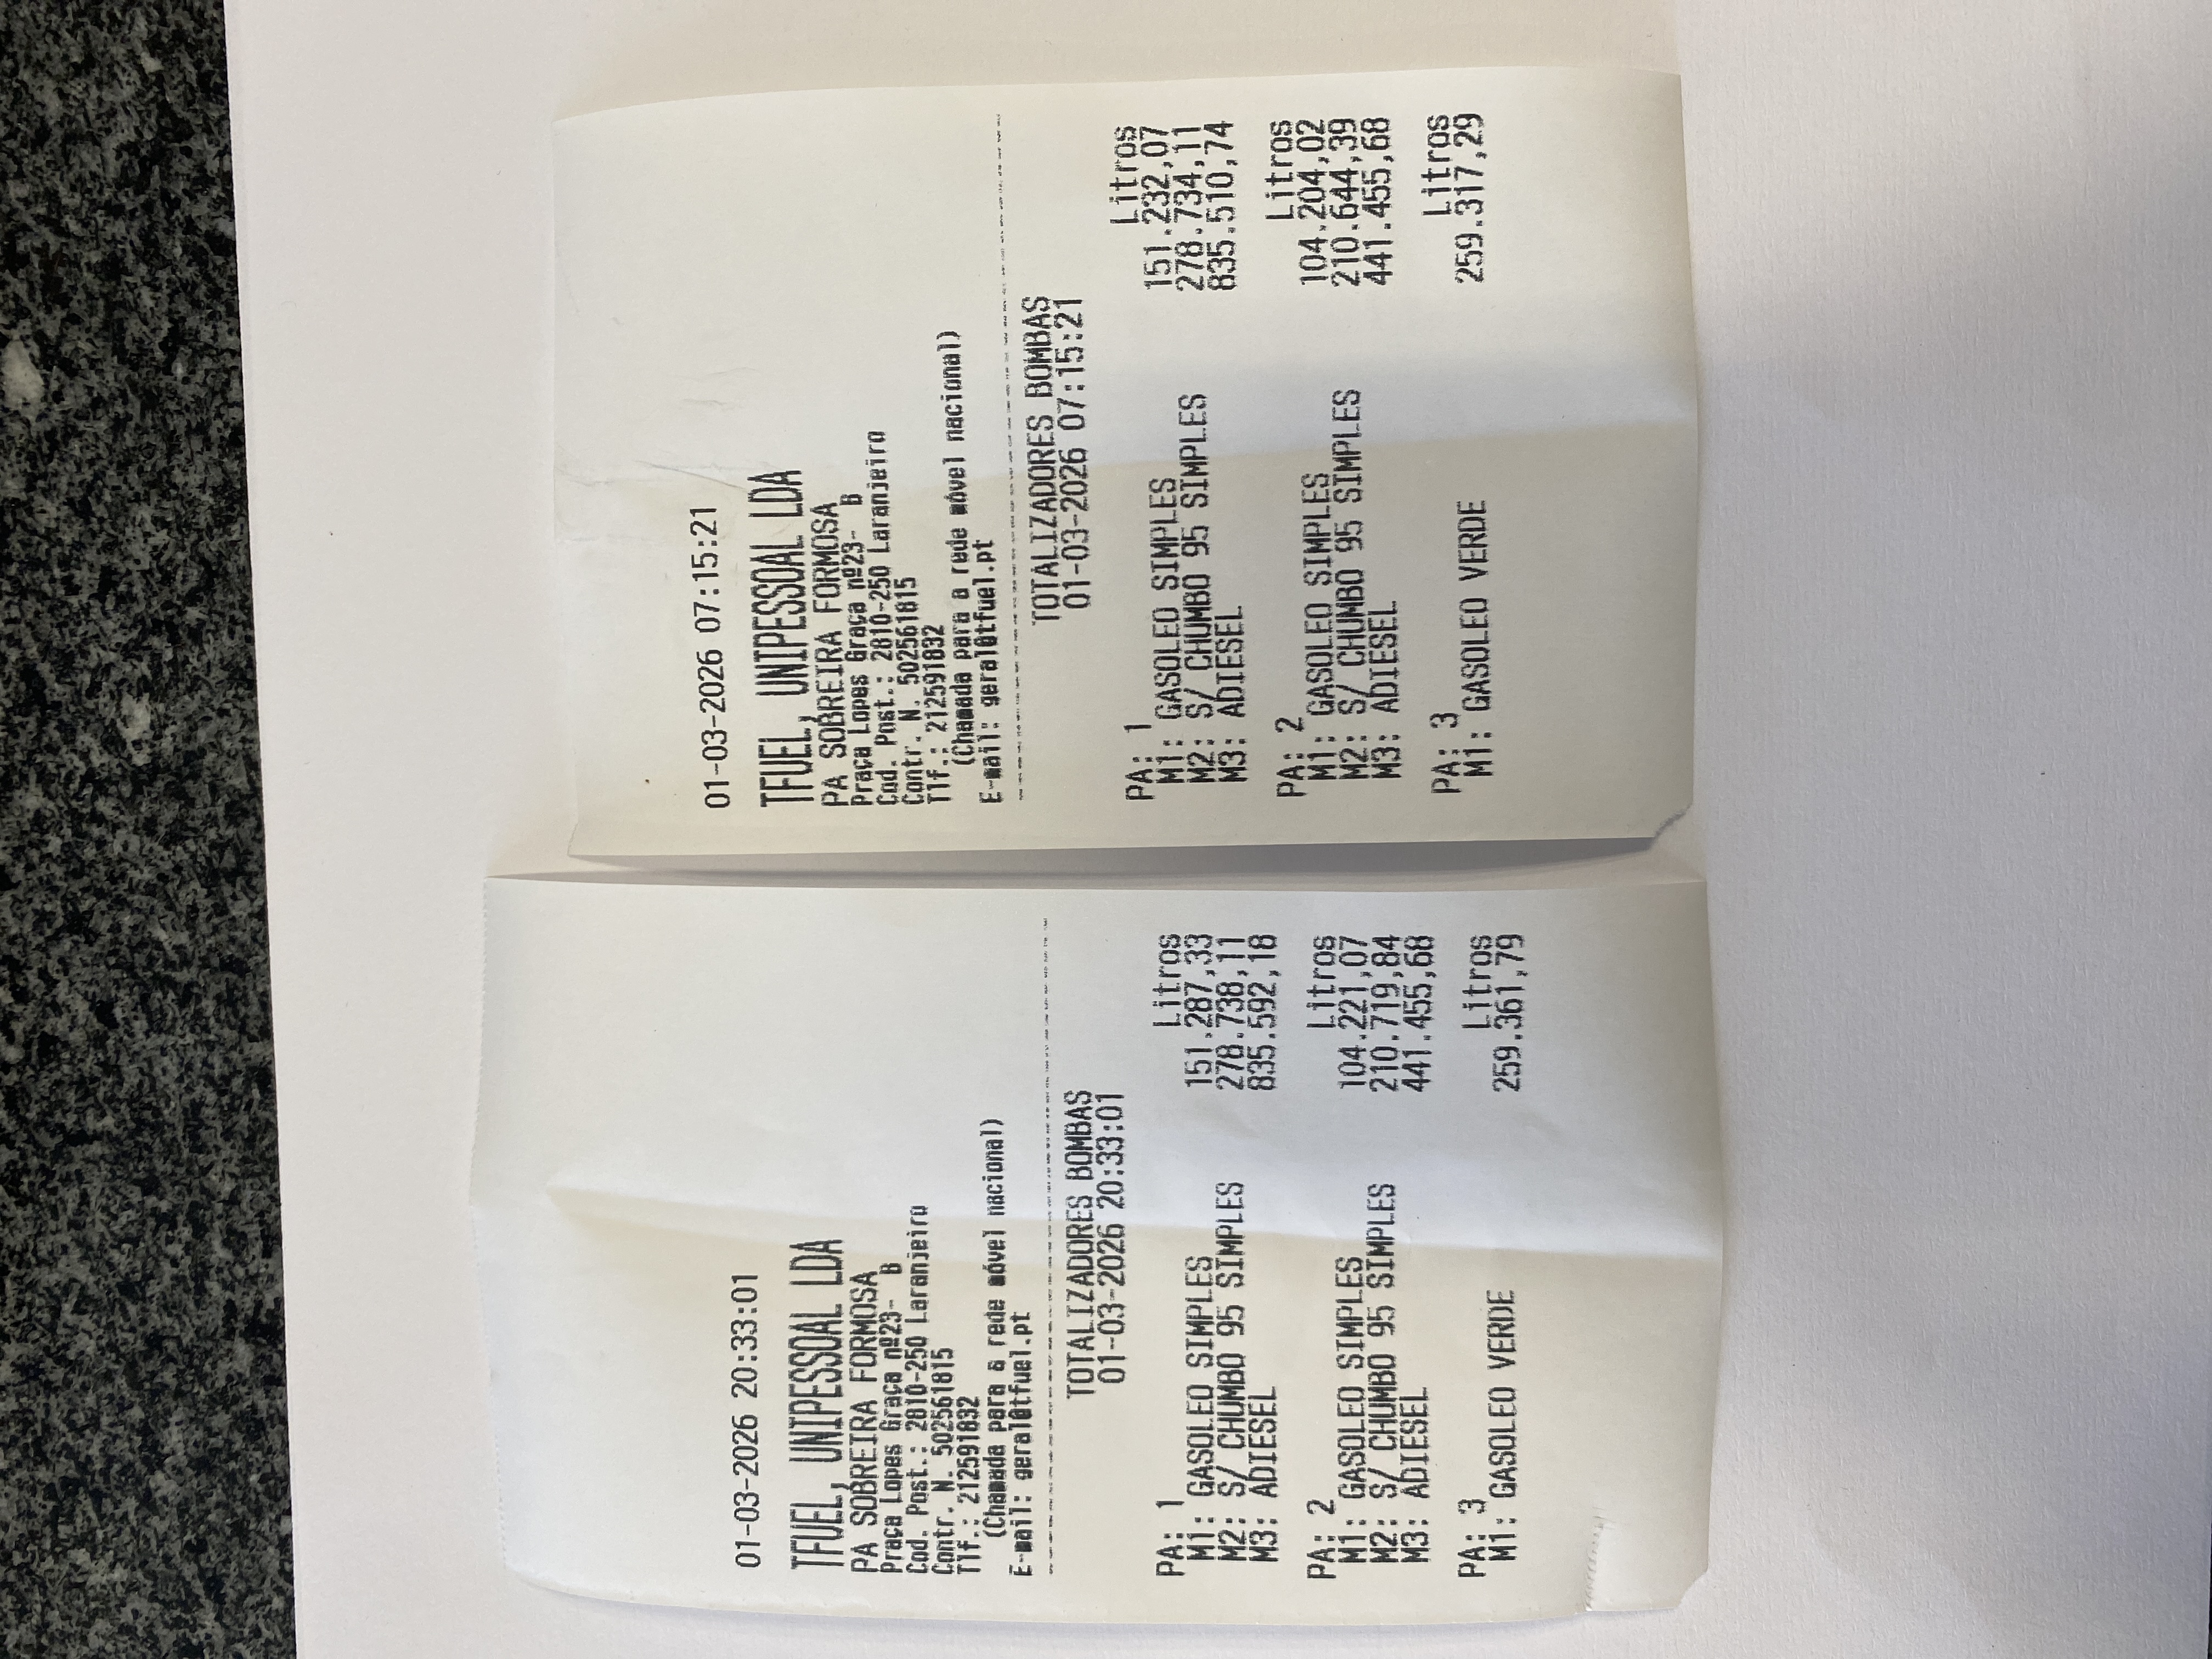 01-03-2026 20:33:01
TFUEL, UNIPESSOAL LDA
PA SOBREIRA FORMOSA
Praça Lopes Graça nº23- B
Cod. Post.: 2810-250 Laranjeiro
Contr. N. 502561815
Tlf.: 212591832
(Chamada para a rede móvel nacional)
E-mail: geral@tfuel.pt
TOTALIZADORES BOMBAS
01-03-2026 20:33:01
PA: 1 Litros
M1: GASOLEO SIMPLES 151.287,33
M2: S/ CHUMBO 95 SIMPLES 278.738,11
M3: ADIESEL 835.592,18
PA: 2 Litros
M1: GASOLEO SIMPLES 104.221,07
M2: S/ CHUMBO 95 SIMPLES 210.719,84
M3: ADIESEL 441.455,68
PA: 3 Litros
M1: GASOLEO VERDE 259.361,79
01-03-2026 07:15:21
TFUEL, UNIPESSOAL LDA
PA SOBREIRA FORMOSA
Praça Lopes Graça nº23- B
Cod. Post.: 2810-250 Laranjeiro
Contr. N. 502561815
Tlf.: 212591832
(Chamada para a rede móvel nacional)
E-mail: geral@tfuel.pt
TOTALIZADORES BOMBAS
01-03-2026 07:15:21
PA: 1 Litros
M1: GASOLEO SIMPLES 151.232,07
M2: S/ CHUMBO 95 SIMPLES 278.734,11
M3: ADIESEL 835.510,74
PA: 2 Litros
M1: GASOLEO SIMPLES 104.204,02
M2: S/ CHUMBO 95 SIMPLES 210.644,39
M3: ADIESEL 441.455,68
PA: 3 Litros
M1: GASOLEO VERDE 259.317,29